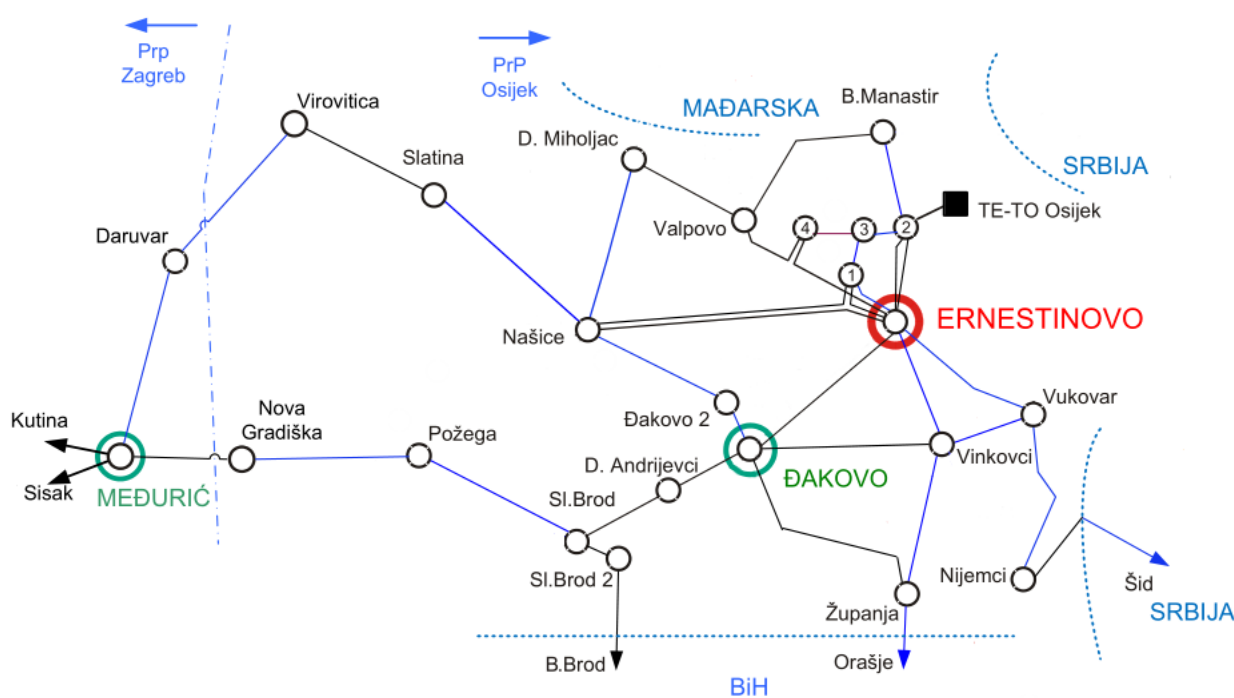 Prp
Zagreb
PrP
Osijek
MAĐARSKA
B.Manastir
Virovitica
D. Miholjac
Slatina
SRBIJA
TE-TO Osijek
Valpovo
4
3
2
Daruvar
1
ERNESTINOVO
Našice
Vukovar
Kutina
Nova
Gradiška
Požega
Đakovo 2
Vinkovci
Sisak
MEĐURIĆ
D. Andrijevci
ĐAKOVO
Sl.Brod
Sl.Brod 2
Nijemci
Šid
SRBIJA
Županja
B.Brod
Orašje
BiH